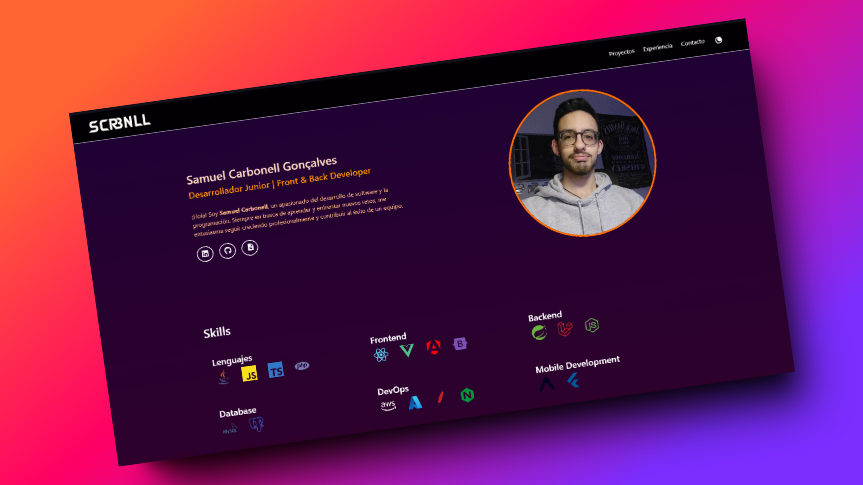 SCRBNLL
Proyectos Experiencia Contacto
Samuel Carbonell Gonçalves
Desarrollador Junior | Front & Back Developer
¡Hola! Soy Samuel Carbonell, un apasionado del desarrollo de software y la
programación. Siempre en busca de aprender y enfrentar nuevos retos, me
entusiasma seguir creciendo profesionalmente y contribuir al éxito de un equipo.
Skills
Lenguajes
JS TS php
Frontend
B
Backend
JS
Database
MySQL
DevOps
aws
N
Mobile Development